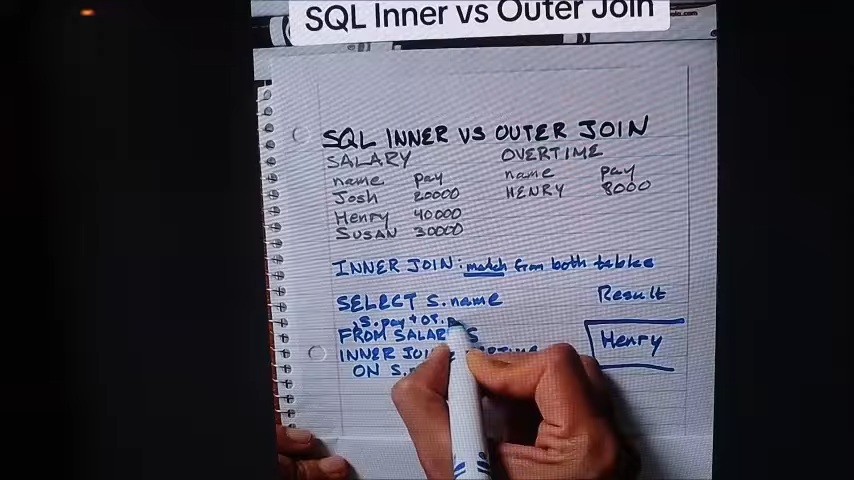 SQL Inner vs Outer Join
SQL INNER VS OUTER JOIN
SALARY OVERTIME
name pay name pay
Josh 20000 HENRY 8000
Henry 40000
SUSAN 30000
INNER JOIN: match from both tables
SELECT S.name Result
,S.pay + OT.
FROM SALARY S
INNER JOIN Henry
ON S.